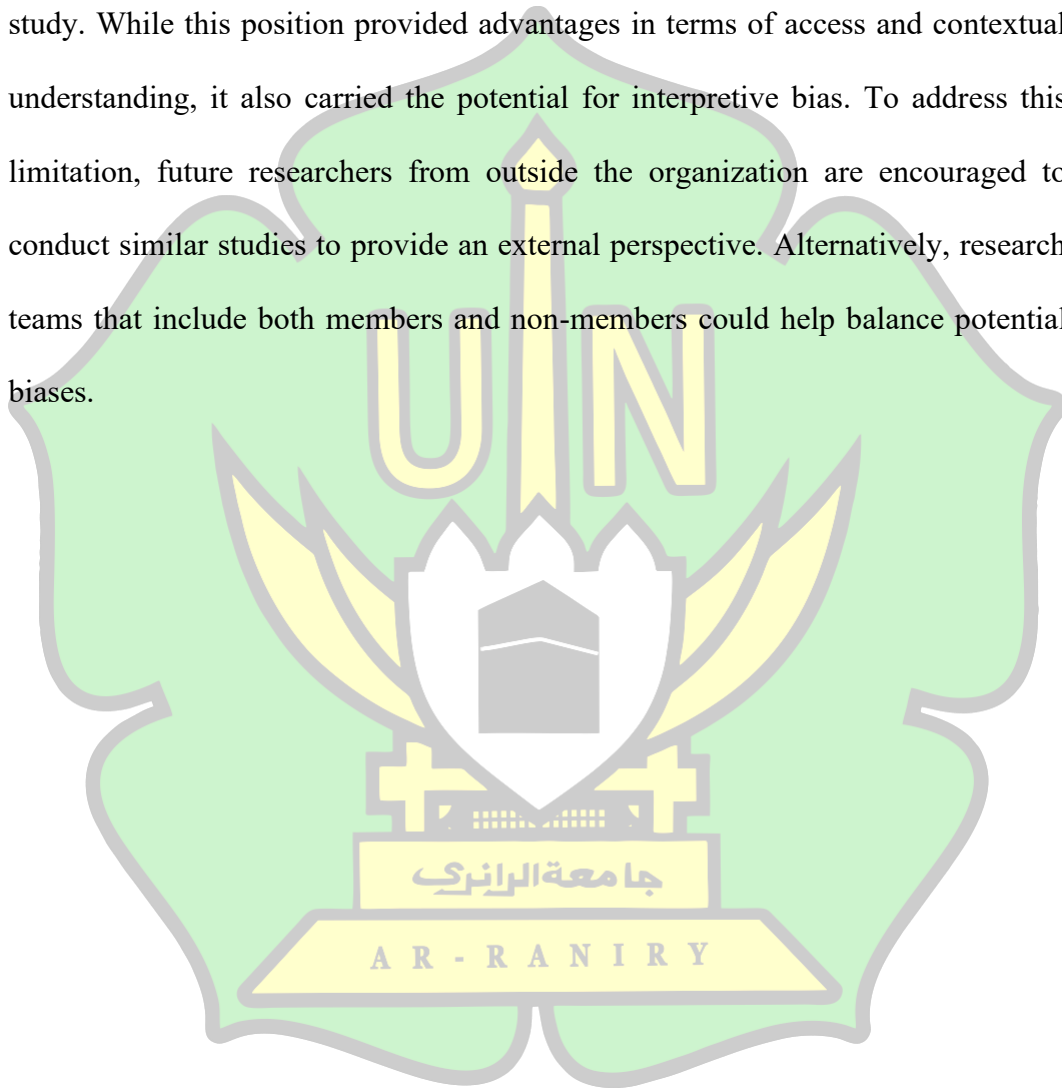 study. While this position provided advantages in terms of access and contextual
understanding, it also carried the potential for interpretive bias. To address this
limitation, future researchers from outside the organization are encouraged to
conduct similar studies to provide an external perspective. Alternatively, research
teams that include both members and non-members could help balance potential
biases.
UIN
جامعةالرانري
AR-RANIRY